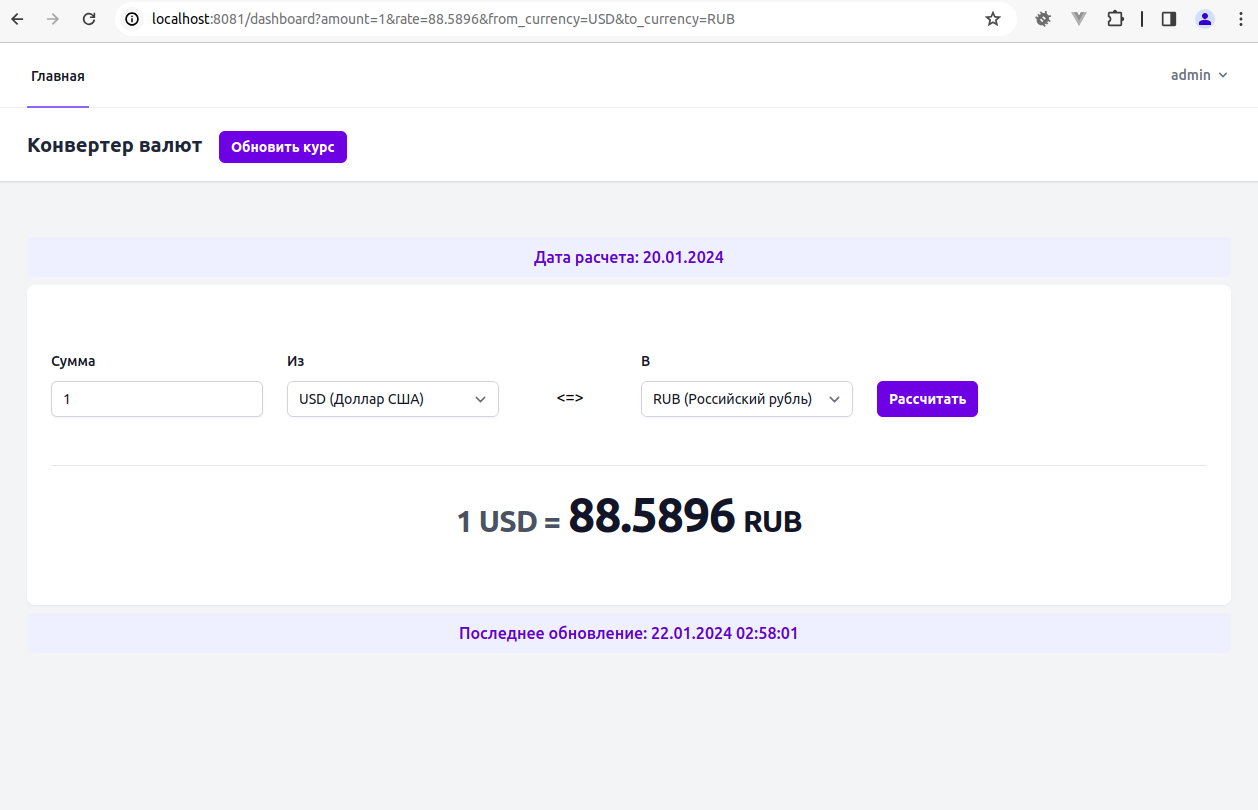 localhost:8081/dashboard?amount=1&rate=88.5896&from_currency=USD&to_currency=RUB
Главная
admin
Конвертер валют
Обновить курс
Дата расчета: 20.01.2024
Сумма
Из
В
1
USD (Доллар США)
<=>
RUB (Российский рубль)
Рассчитать
1 USD = 88.5896 RUB
Последнее обновление: 22.01.2024 02:58:01